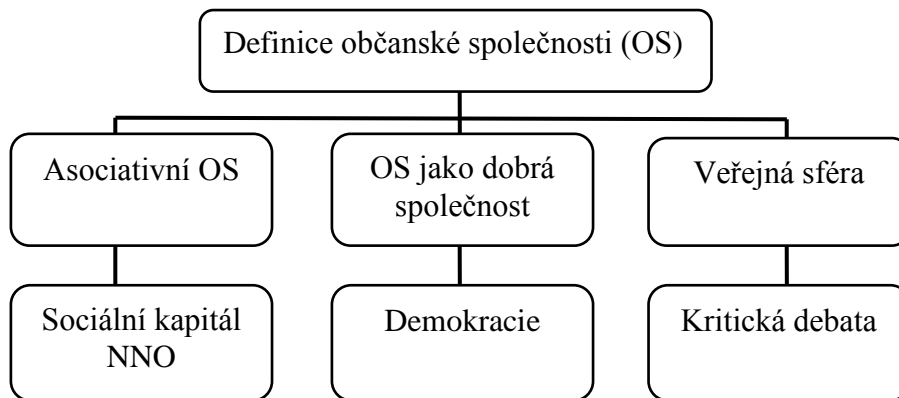 Definice občanské společnosti (OS)
Asociativní OS
OS jako dobrá
společnost
Veřejná sféra
Sociální kapitál
NNO
Demokracie
Kritická debata